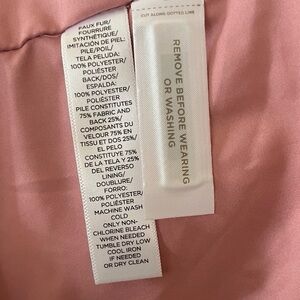 FAUX FUR/
FOURRURE
SYNTHÉTIQUE/
IMITACIÓN DE PIEL:
PILE/POIL/
TELA PELUDA:
100% POLYESTER/
POLIÉSTER
BACK/DOS/
ESPALDA:
100% POLYESTER/
POLIÉSTER
PILE CONSTITUTES
75% FABRIC AND
BACK 25%/
COMPOSANTS DU
VELOUR 75% EN
TISSU ET DOS 25%/
EL PELO
CONSTITUYE 75%
DE LA TELA Y 25%
DEL REVERSO
LINING/
DOUBLURE/
FORRO:
100% POLYESTER/
POLIÉSTER
MACHINE WASH
COLD
ONLY NON-
CHLORINE BLEACH
WHEN NEEDED
TUMBLE DRY LOW
COOL IRON
IF NEEDED
OR DRY CLEAN
CUT ALONG DOTTED LINE
REMOVE BEFORE WEARING
OR WASHING